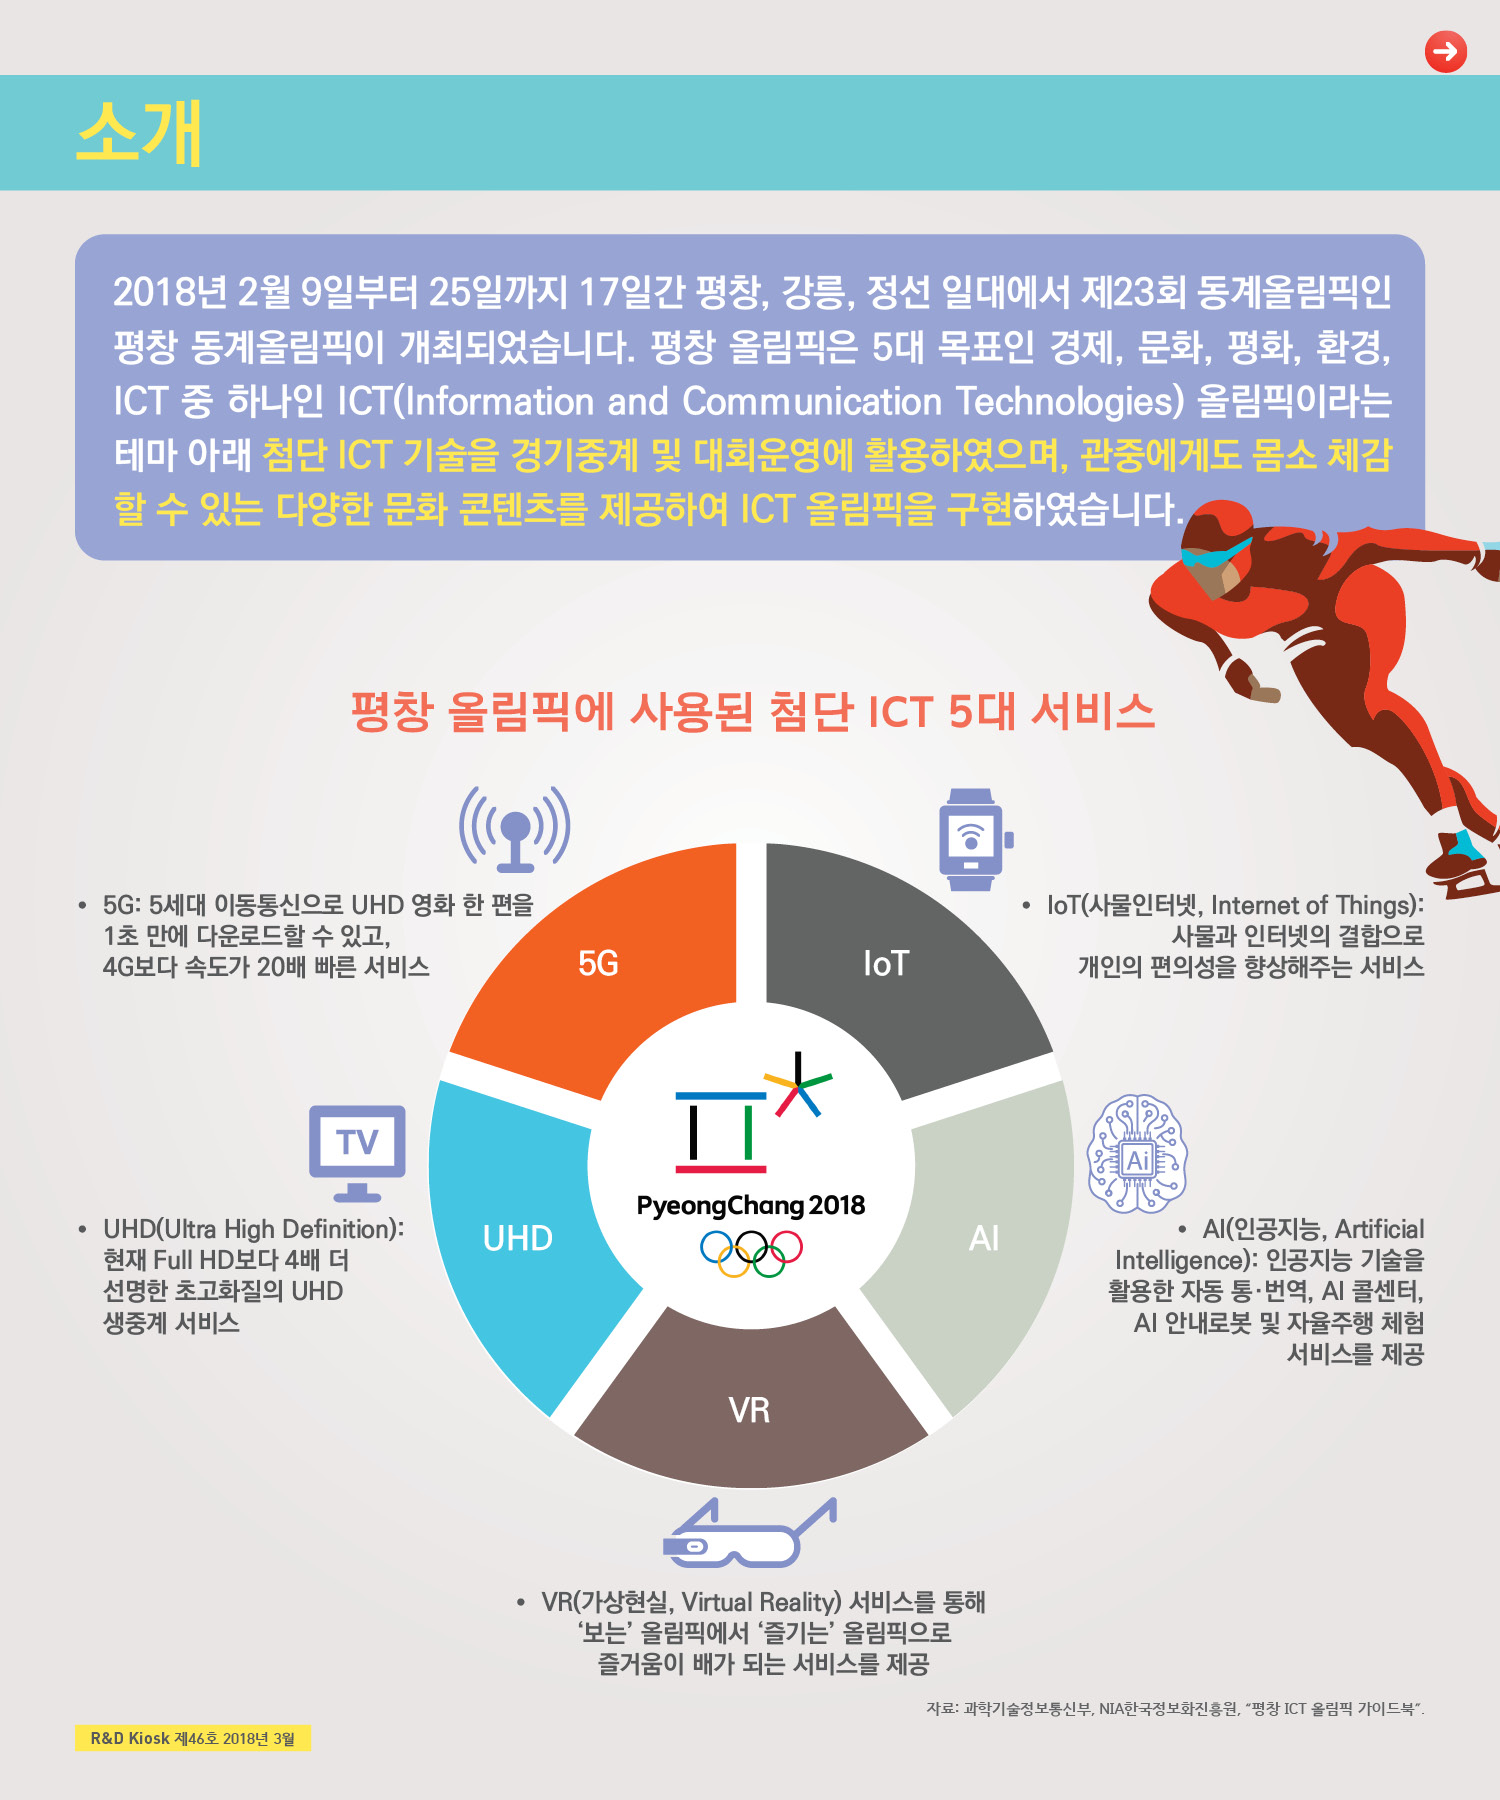 소개
2018년 2월 9일부터 25일까지 17일간 평창, 강릉, 정선 일대에서 제23회 동계올림픽인
평창 동계올림픽이 개최되었습니다. 평창 올림픽은 5대 목표인 경제, 문화, 평화, 환경,
ICT 중 하나인 ICT(Information and Communication Technologies) 올림픽이라는
테마 아래 첨단 ICT 기술을 경기중계 및 대회운영에 활용하였으며, 관중에게도 몸소 체감
할 수 있는 다양한 문화 콘텐츠를 제공하여 ICT 올림픽을 구현하였습니다.
평창 올림픽에 사용된 첨단 ICT 5대 서비스
• 5G: 5세대 이동통신으로 UHD 영화 한 편을
1초 만에 다운로드할 수 있고,
4G보다 속도가 20배 빠른 서비스
5G
IoT
• IoT(사물인터넷, Internet of Things):
사물과 인터넷의 결합으로
개인의 편의성을 향상해주는 서비스
TV
• UHD(Ultra High Definition):
현재 Full HD보다 4배 더
선명한 초고화질의 UHD
생중계 서비스
UHD
PyeongChang 2018
AI
Ai
• AI(인공지능, Artificial
Intelligence): 인공지능 기술을
활용한 자동 통·번역, AI 콜센터,
AI 안내로봇 및 자율주행 체험
서비스를 제공
VR
• VR(가상현실, Virtual Reality) 서비스를 통해
‘보는’ 올림픽에서 ‘즐기는’ 올림픽으로
즐거움이 배가 되는 서비스를 제공
자료: 과학기술정보통신부, NIA한국정보화진흥원, “평창 ICT 올림픽 가이드북”.
R&D Kiosk 제46호 2018년 3월